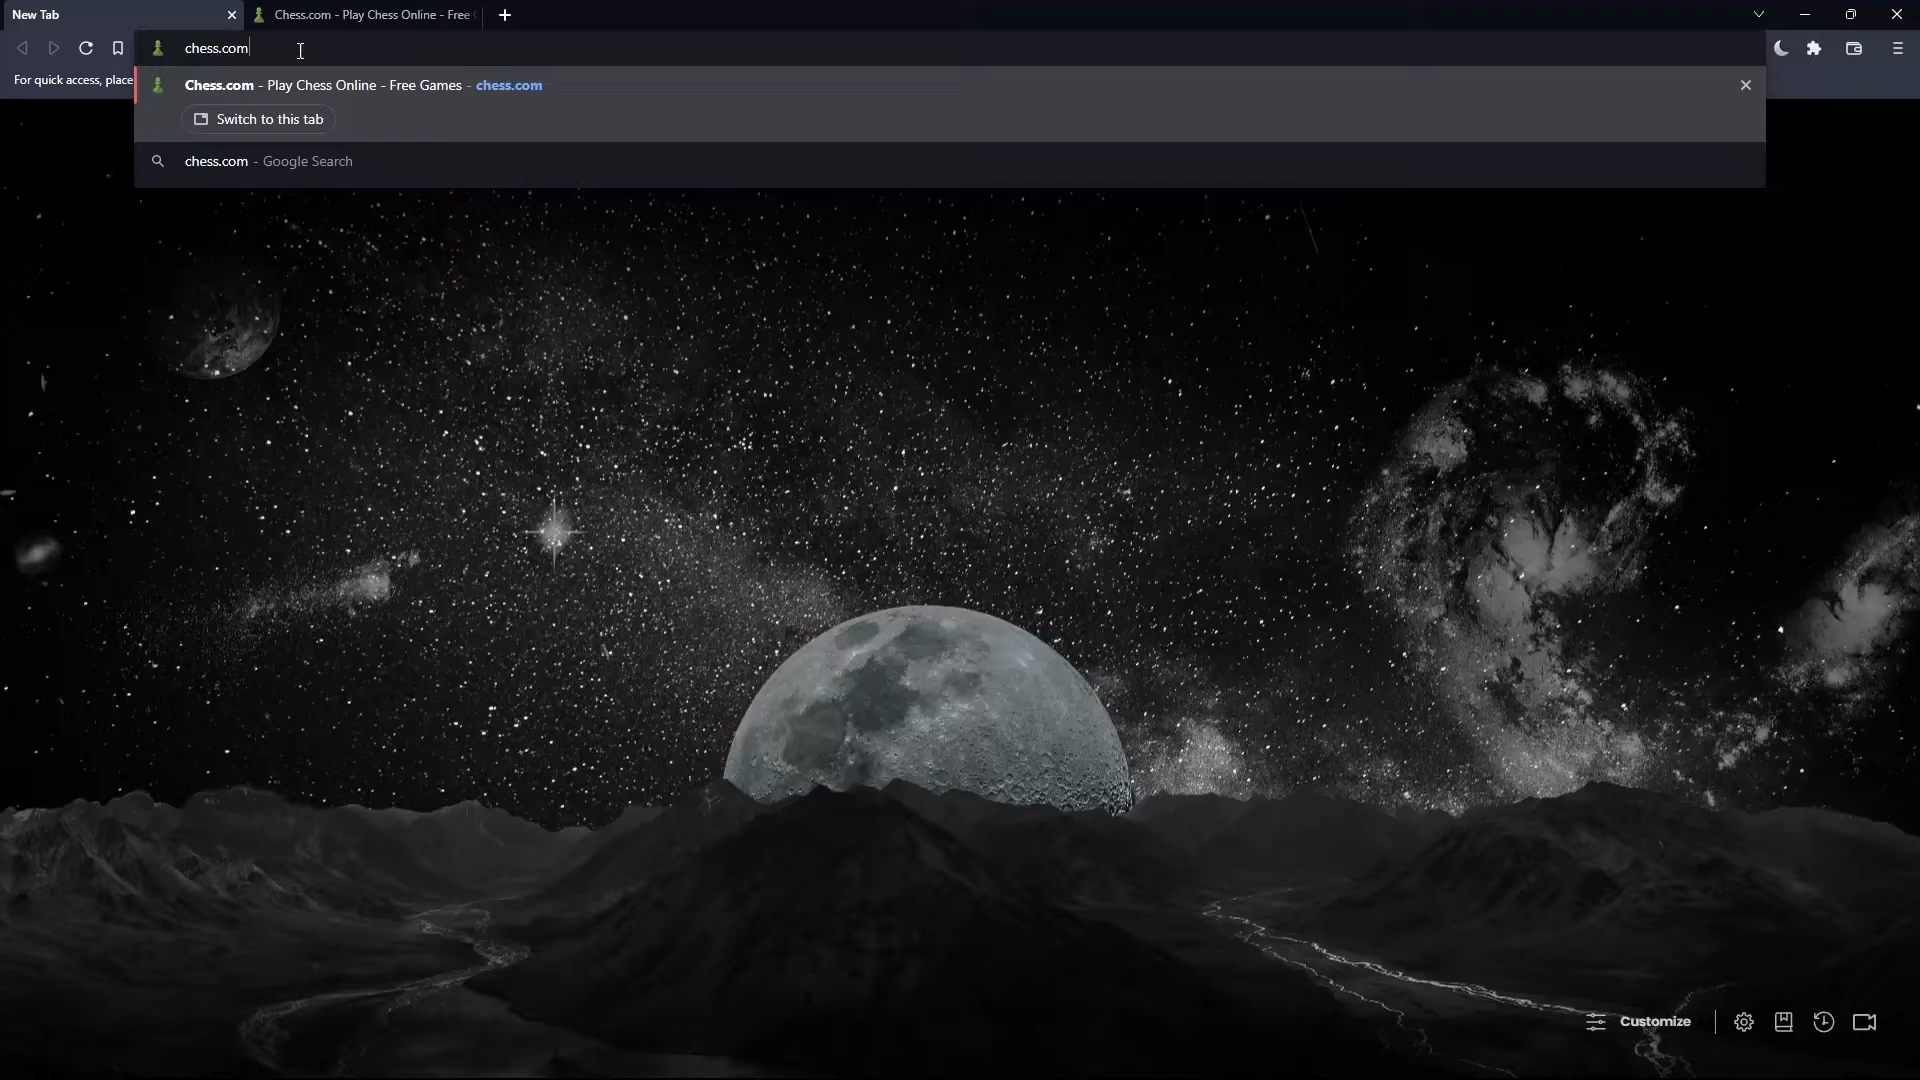 New Tab
Chess.com - Play Chess Online - Free
chess.com
For quick access, place
Chess.com - Play Chess Online - Free Games - chess.com
Switch to this tab
chess.com - Google Search
Customize